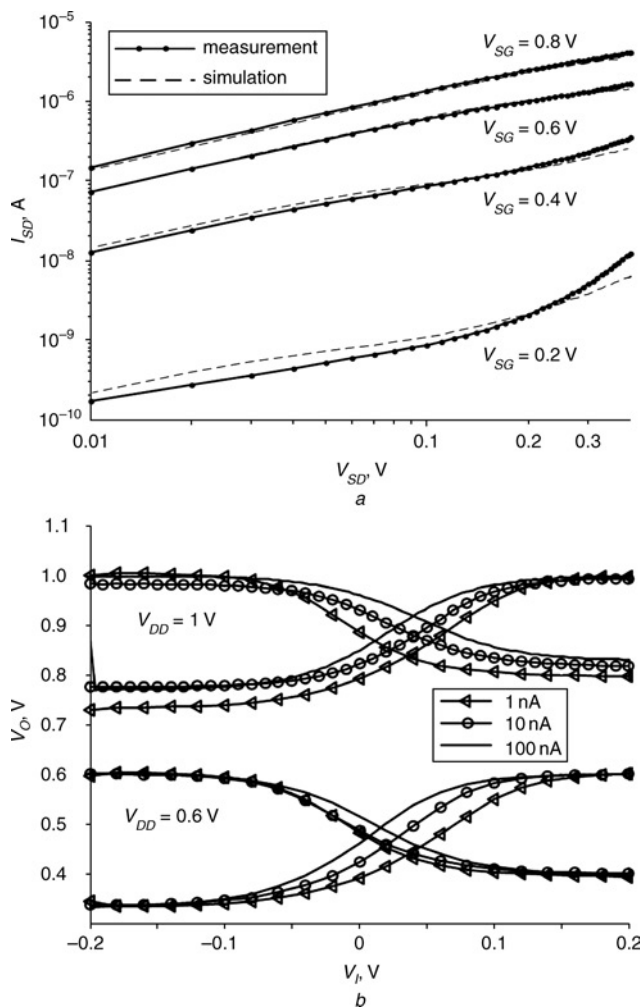 10⁻⁵
measurement
simulation
V_SG = 0.8 V
10⁻⁶
V_SG = 0.6 V
I_SD, A
10⁻⁷
V_SG = 0.4 V
10⁻⁸
10⁻⁹
V_SG = 0.2 V
10⁻¹⁰
0.01 0.1 0.2 0.3
V_SD, V
a
1.1
1.0
V_DD = 1 V
0.9
0.8
V_O, V
0.7
1 nA
10 nA
100 nA
0.6
V_DD = 0.6 V
0.5
0.4
–0.2 –0.1 0 0.1 0.2
V_I, V
b